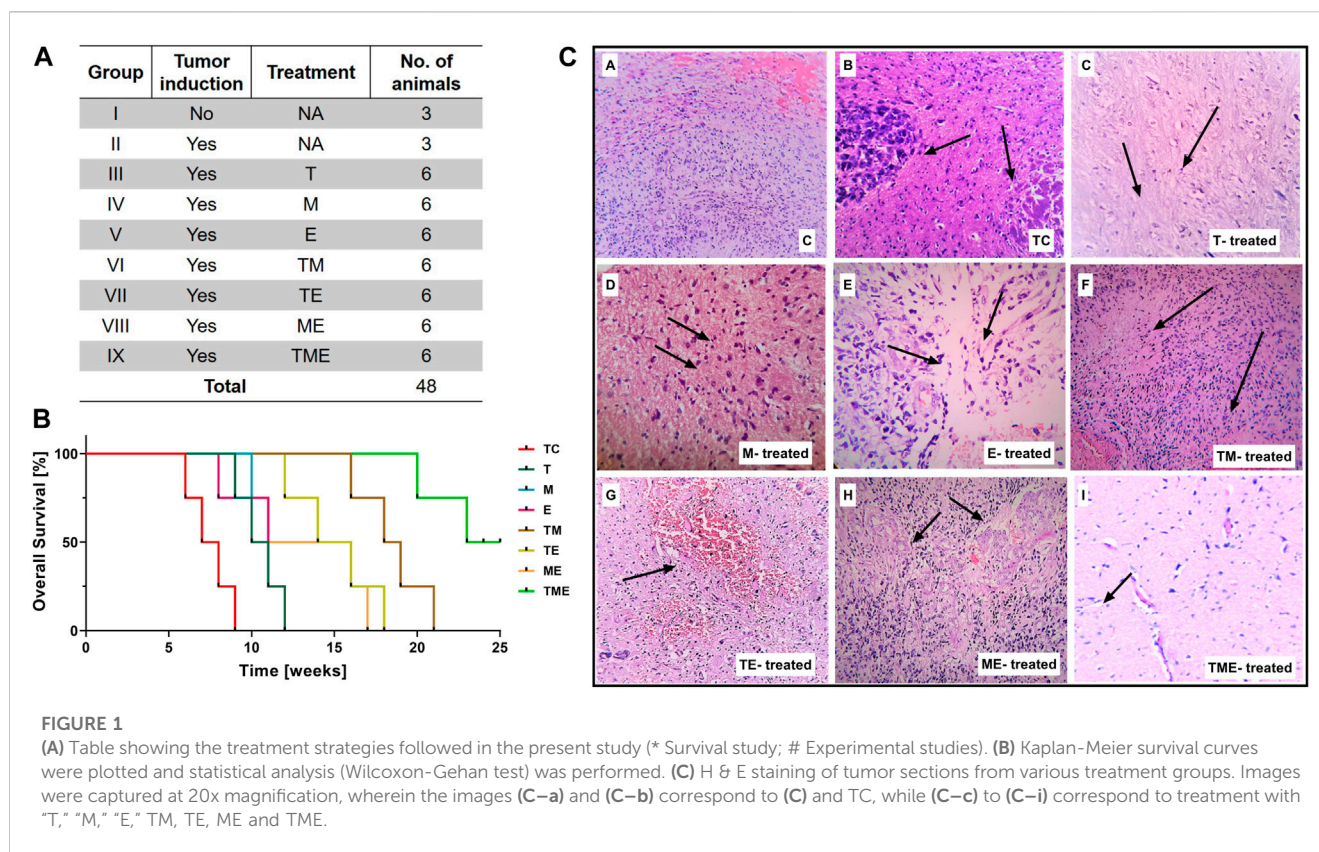 A
Group Tumor induction Treatment No. of animals
I No NA 3
II Yes NA 3
III Yes T 6
IV Yes M 6
V Yes E 6
VI Yes TM 6
VII Yes TE 6
VIII Yes ME 6
IX Yes TME 6
Total 48
B
Overall Survival [%]
100
50
0
0 5 10 15 20 25
Time [weeks]
TC
T
M
E
TM
TE
ME
TME
C
A
C
B
TC
C
T- treated
D
M- treated
E
E- treated
F
TM- treated
G
TE- treated
H
ME- treated
I
TME- treated
FIGURE 1
(A) Table showing the treatment strategies followed in the present study (* Survival study; # Experimental studies). (B) Kaplan-Meier survival curves
were plotted and statistical analysis (Wilcoxon-Gehan test) was performed. (C) H & E staining of tumor sections from various treatment groups. Images
were captured at 20x magnification, wherein the images (C–a) and (C–b) correspond to (C) and TC, while (C–c) to (C–i) correspond to treatment with
“T,” “M,” “E,” TM, TE, ME and TME.